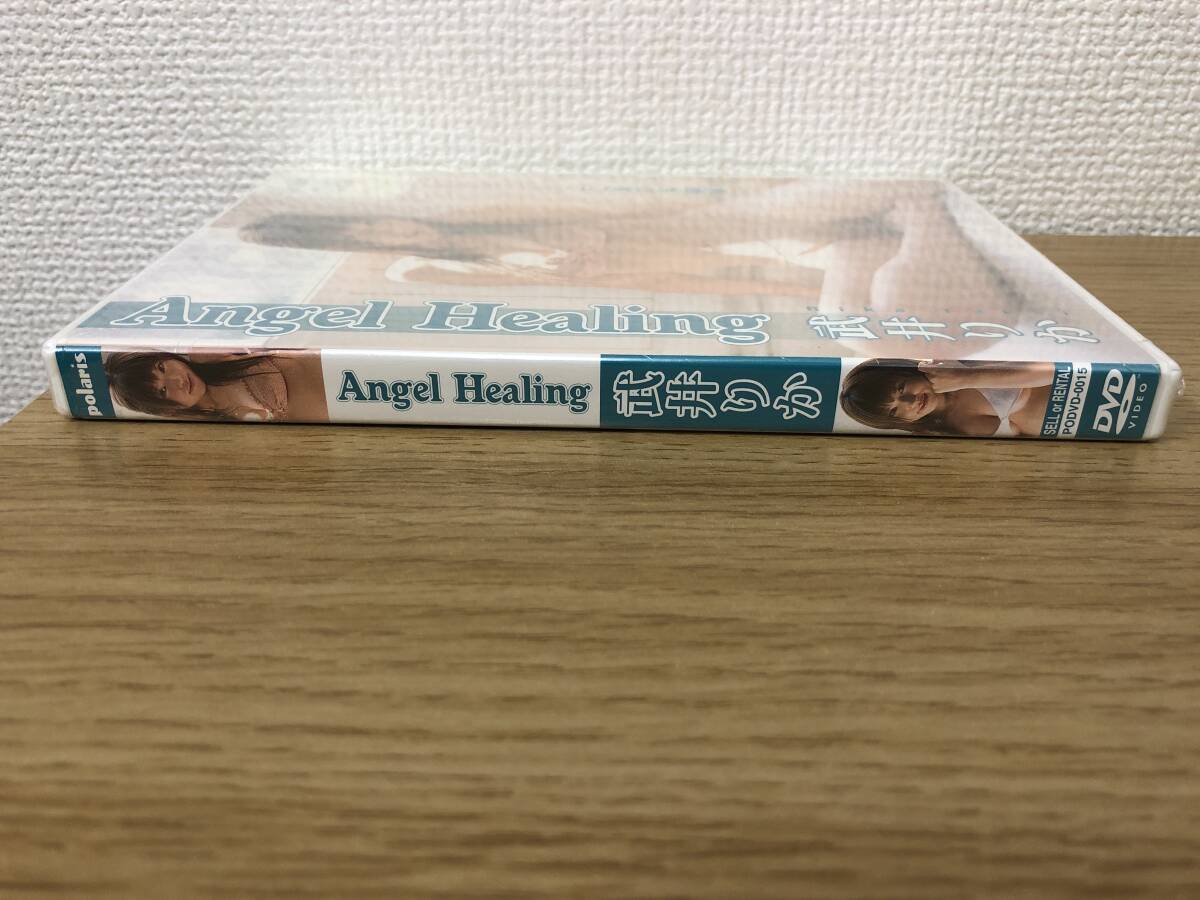 Angel Healing 武井りか
polaris
Angel Healing
武井りか
SELL or RENTAL
PODVD-0015
DVD
VIDEO